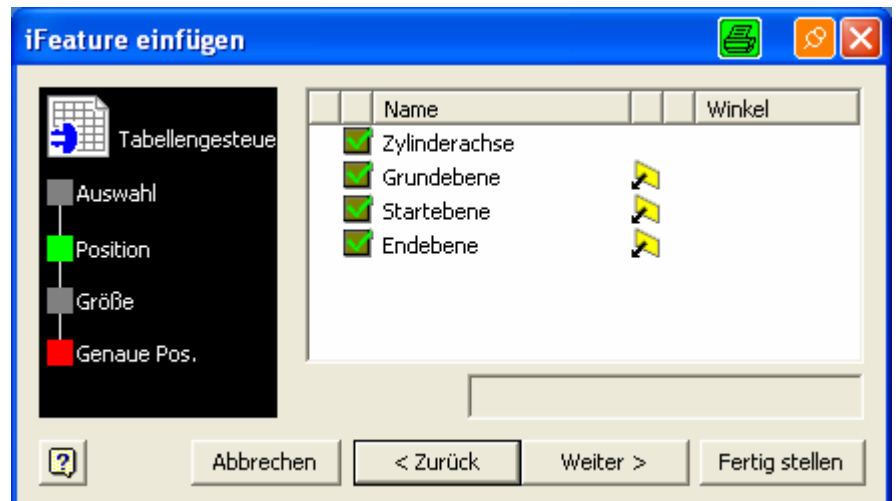 iFeature einfügen
Tabellengesteue
Auswahl
Position
Größe
Genaue Pos.
Name
Winkel
Zylinderachse
Grundebene
Startebene
Endebene
?
Abbrechen
< Zurück
Weiter >
Fertig stellen